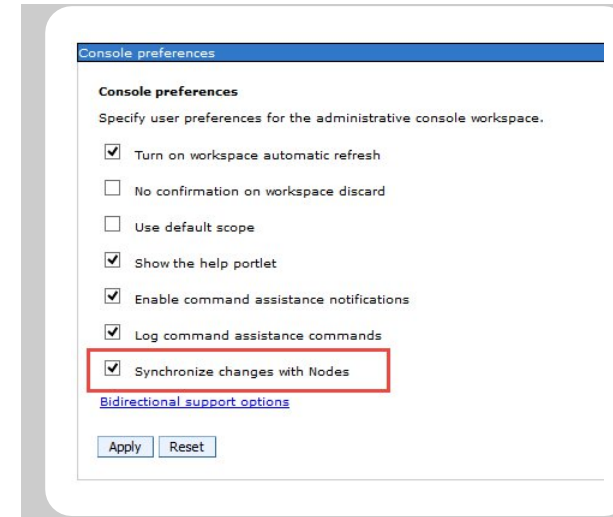 Console preferences
Console preferences
Specify user preferences for the administrative console workspace.
Turn on workspace automatic refresh
No confirmation on workspace discard
Use default scope
Show the help portlet
Enable command assistance notifications
Log command assistance commands
Synchronize changes with Nodes
Bidirectional support options
Apply Reset